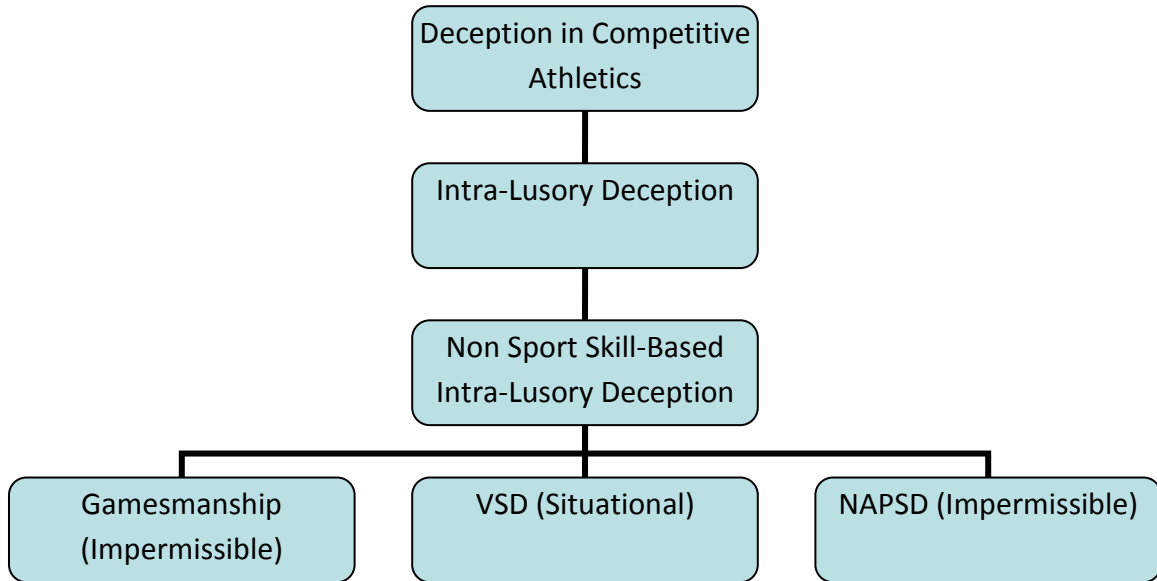 Deception in Competitive
Athletics
Intra-Lusory Deception
Non Sport Skill-Based
Intra-Lusory Deception
Gamesmanship
(Impermissible)
VSD (Situational)
NAPSD (Impermissible)